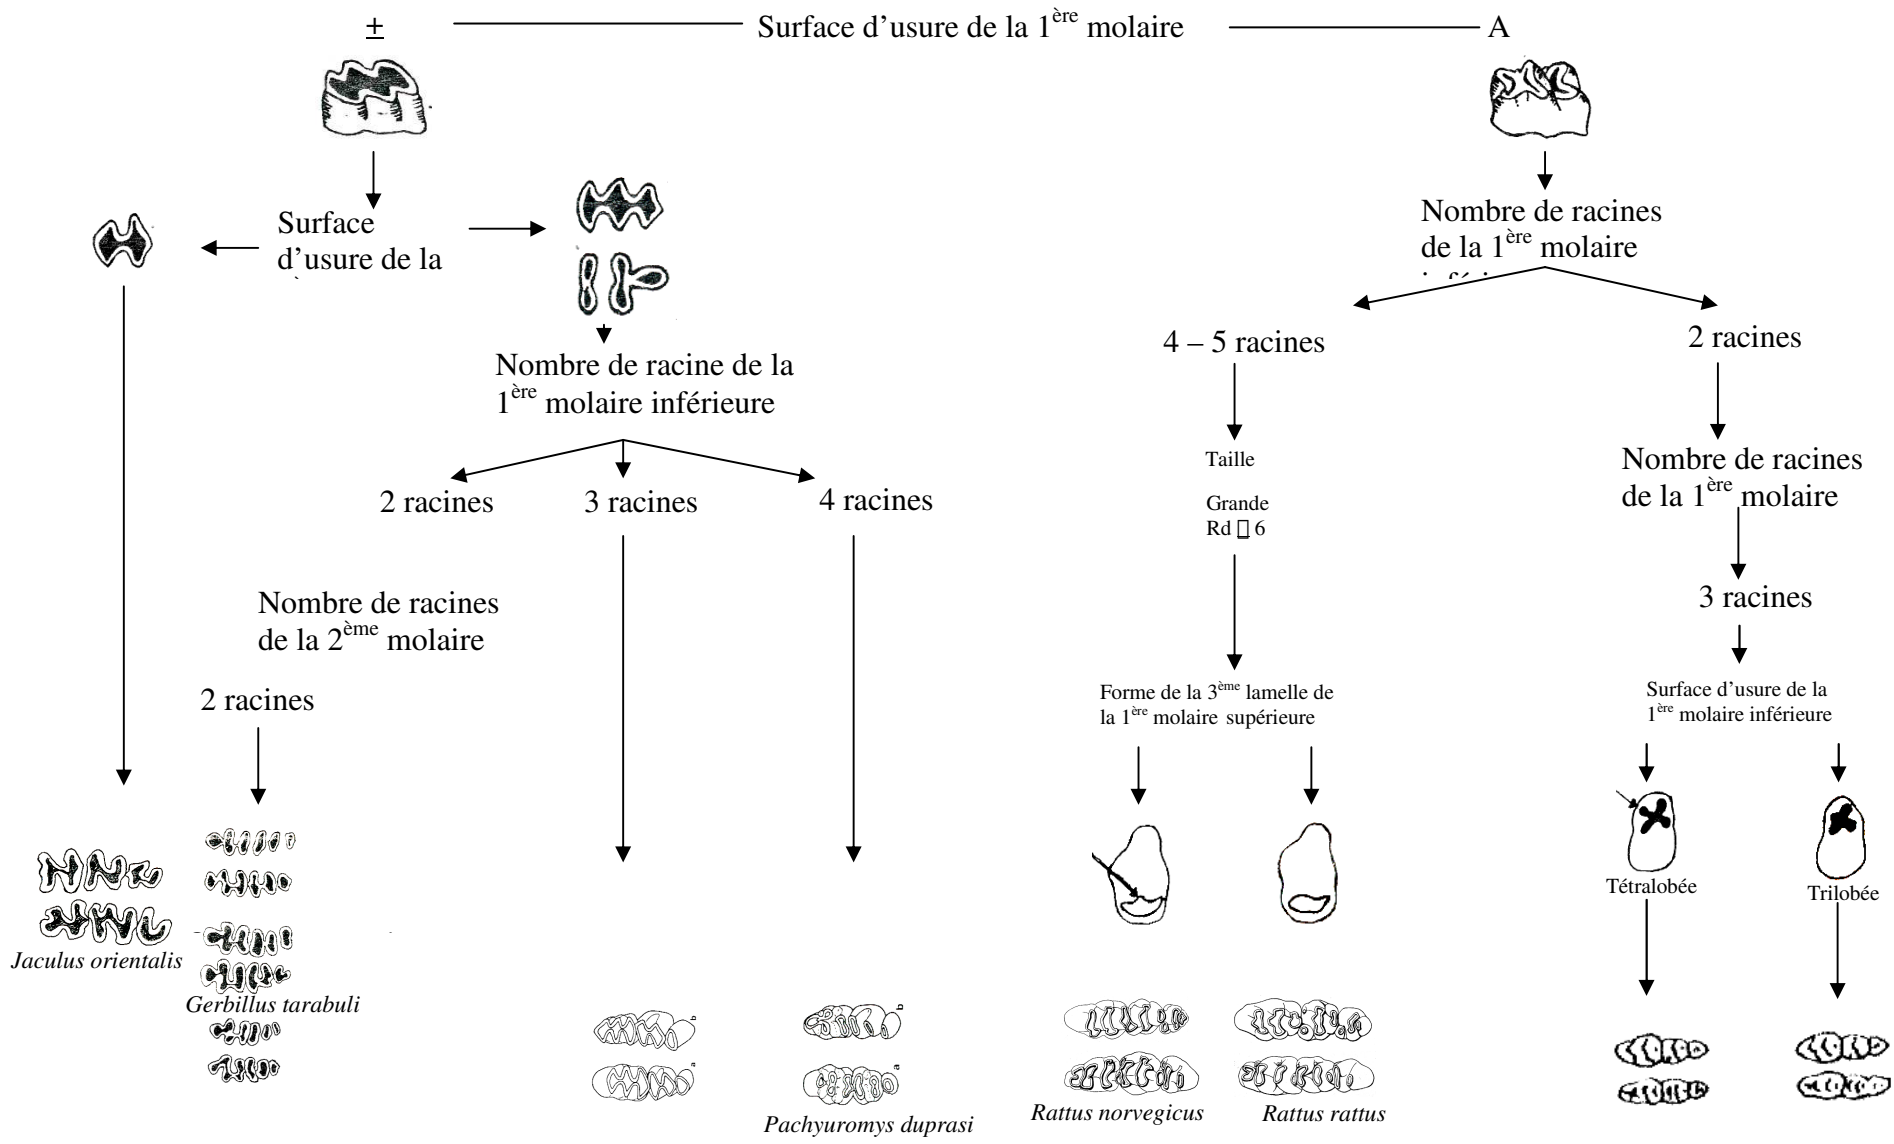 ± Surface d'usure de la 1ère molaire A
Surface
d'usure de la
Nombre de racine de la
1ère molaire inférieure
2 racines
3 racines
4 racines
Nombre de racines
de la 2ème molaire
2 racines
Jaculus orientalis
Gerbillus tarabuli
b
a
b
a
Pachyuromys duprasi
Nombre de racines
de la 1ère molaire
4 – 5 racines
2 racines
Taille
Grande
Rd 6
Forme de la 3ème lamelle de
la 1ère molaire supérieure
Rattus norvegicus
Rattus rattus
Nombre de racines
de la 1ère molaire
3 racines
Surface d'usure de la
1ère molaire inférieure
Tétralobée
Trilobée